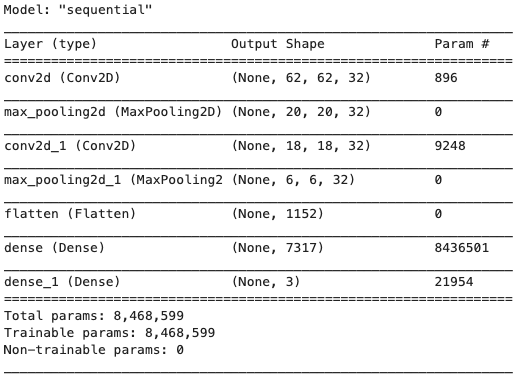 Model: "sequential"
Layer (type) Output Shape Param #
conv2d (Conv2D) (None, 62, 62, 32) 896
max_pooling2d (MaxPooling2D) (None, 20, 20, 32) 0
conv2d_1 (Conv2D) (None, 18, 18, 32) 9248
max_pooling2d_1 (MaxPooling2 (None, 6, 6, 32) 0
flatten (Flatten) (None, 1152) 0
dense (Dense) (None, 7317) 8436501
dense_1 (Dense) (None, 3) 21954
Total params: 8,468,599
Trainable params: 8,468,599
Non-trainable params: 0